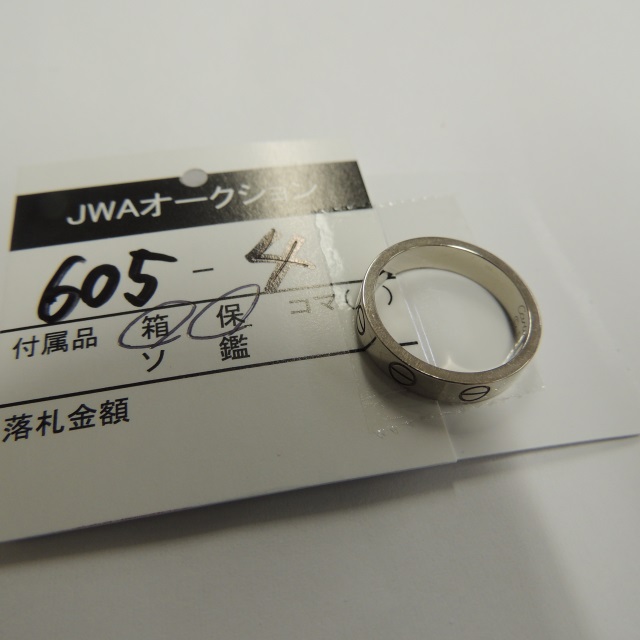 JWAオークション
605-4
付属品 箱 保 コマ( )
ソ 鑑
落札金額